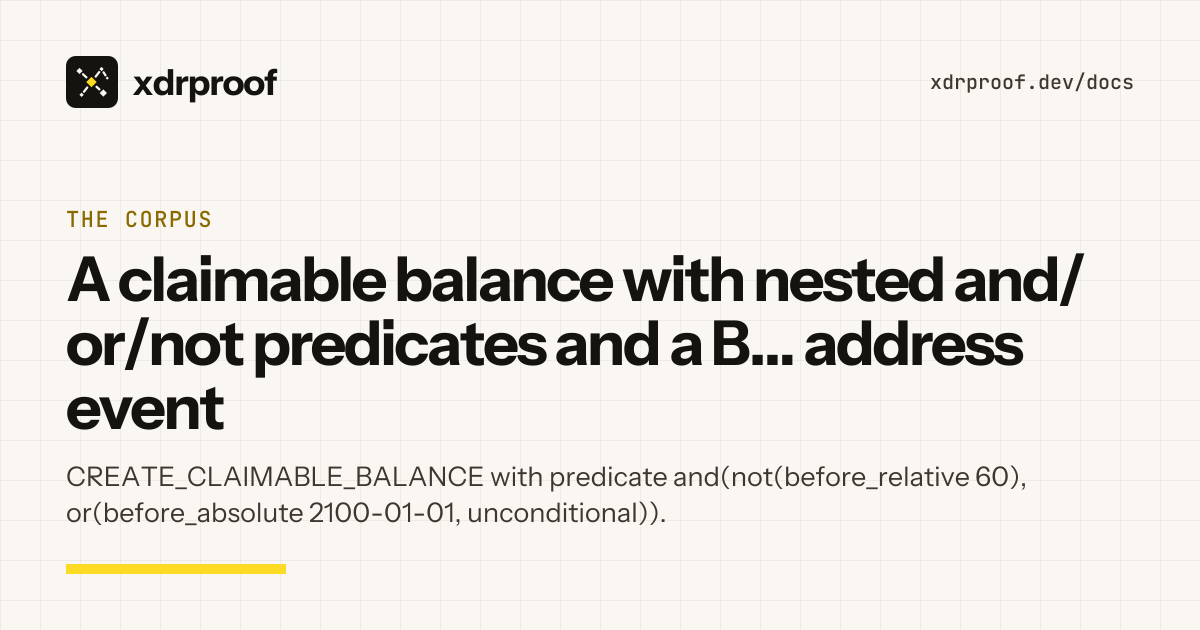 xdrproof
xdrproof.dev/docs
THE CORPUS
A claimable balance with nested and/
or/not predicates and a B... address
event
CREATE_CLAIMABLE_BALANCE with predicate and(not(before_relative 60),
or(before_absolute 2100-01-01, unconditional)).